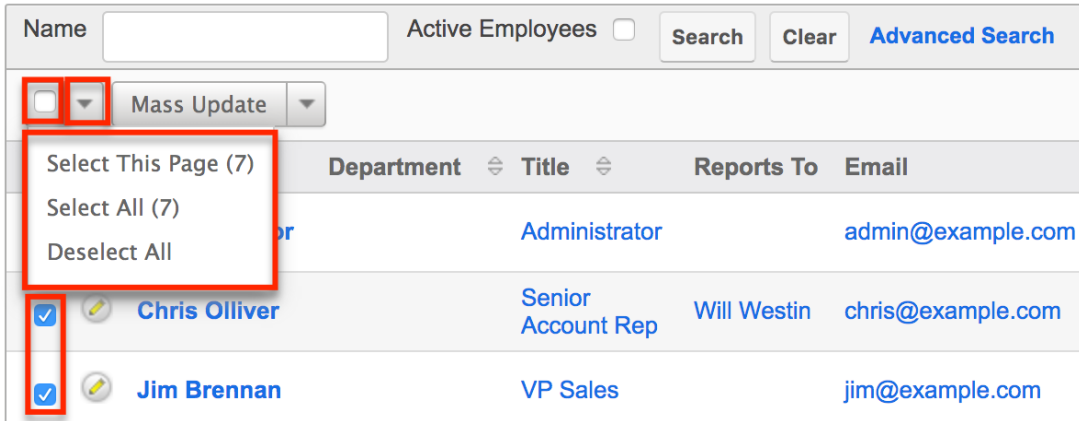 Name Active Employees Search Clear Advanced Search
Mass Update
Select This Page (7)
Select All (7)
Deselect All
Department Title Reports To Email
or Administrator admin@example.com
Chris Olliver Senior Account Rep Will Westin chris@example.com
Jim Brennan VP Sales jim@example.com